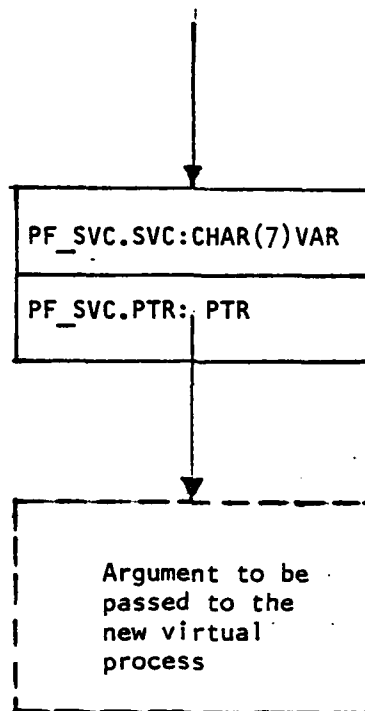 PF_SVC.SVC:CHAR(7)VAR
PF_SVC.PTR: PTR
Argument to be
passed to the
new virtual
process